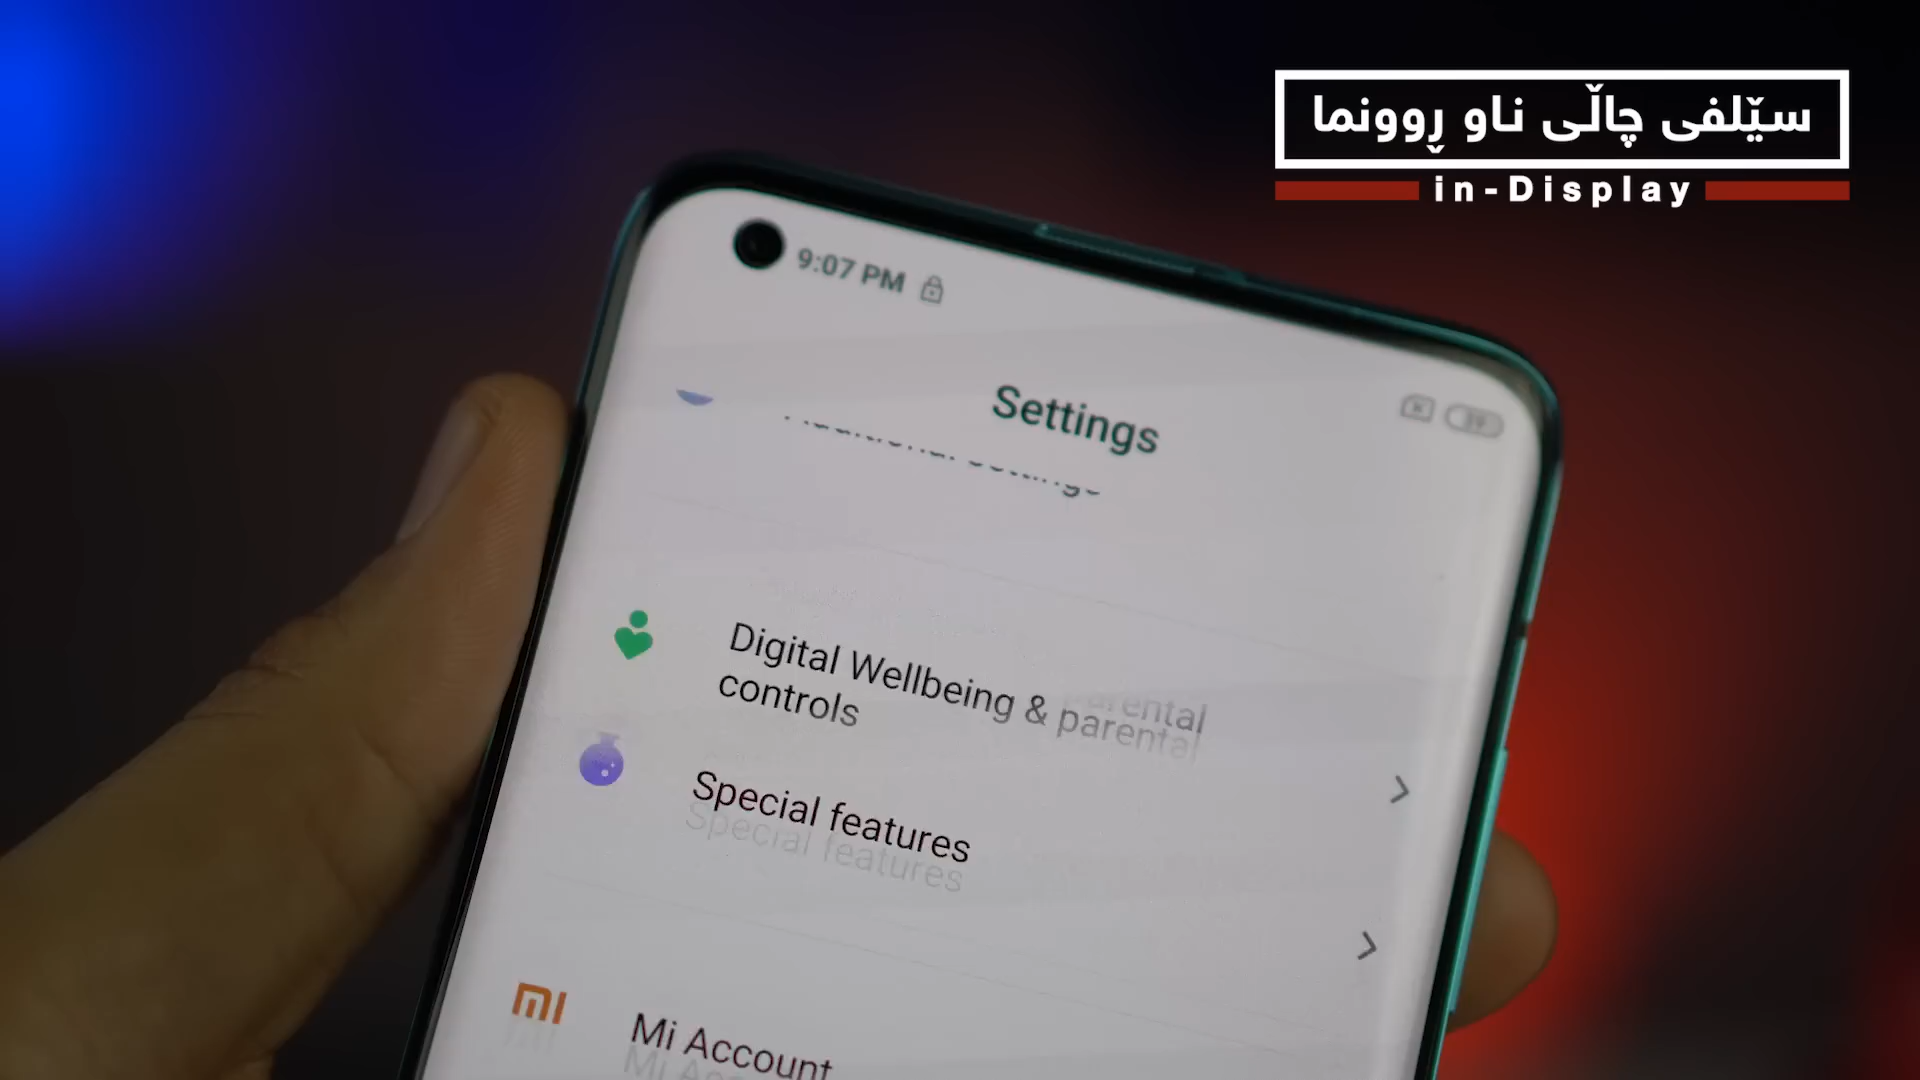 سێلفی چاڵی ناو ڕوونما
in-Display
9:07 PM
Settings
Digital Wellbeing & parental
controls
Special features
Mi Account